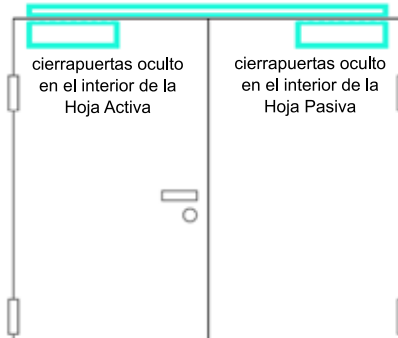 cierrapuertas oculto
en el interior de la
Hoja Activa
cierrapuertas oculto
en el interior de la
Hoja Pasiva